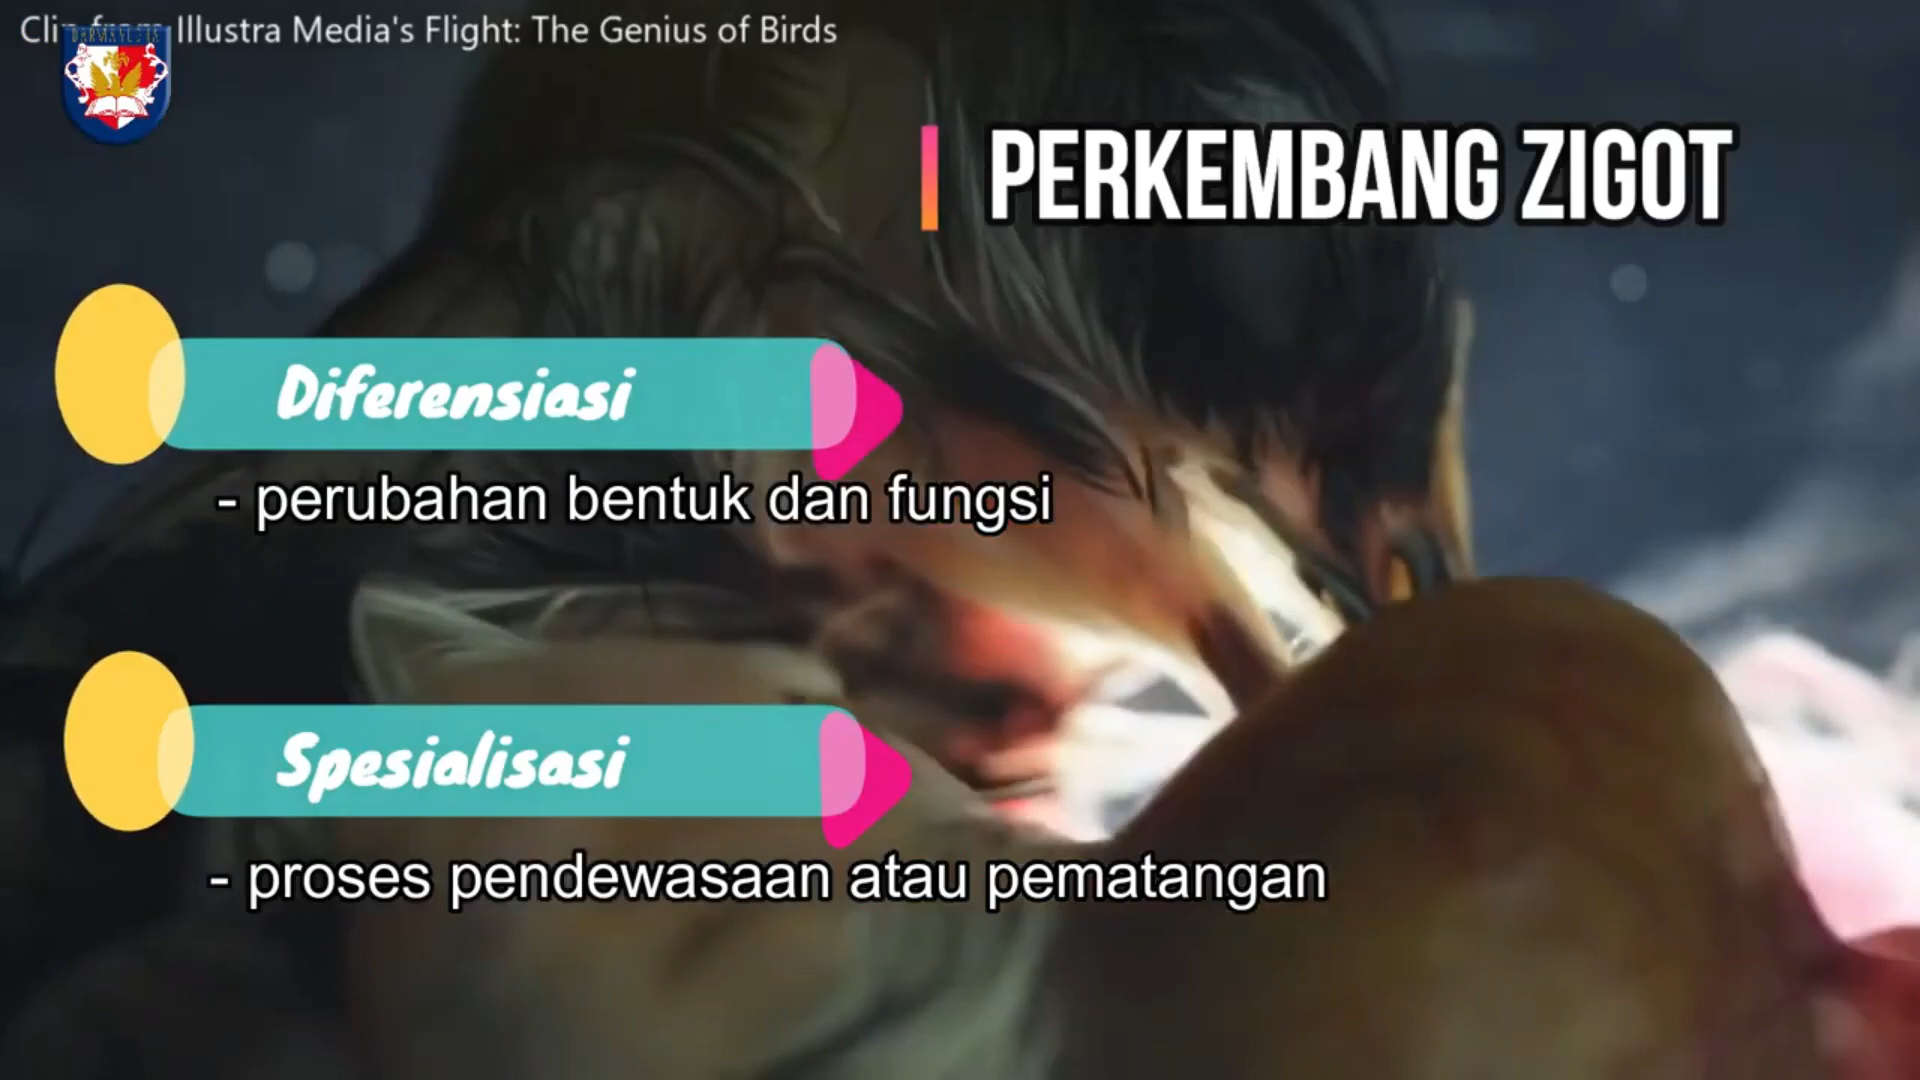 Illustra Media's Flight: The Genius of Birds
PERKEMBANG ZIGOT
Diferensiasi
- perubahan bentuk dan fungsi
Spesialisasi
- proses pendewasaan atau pematangan